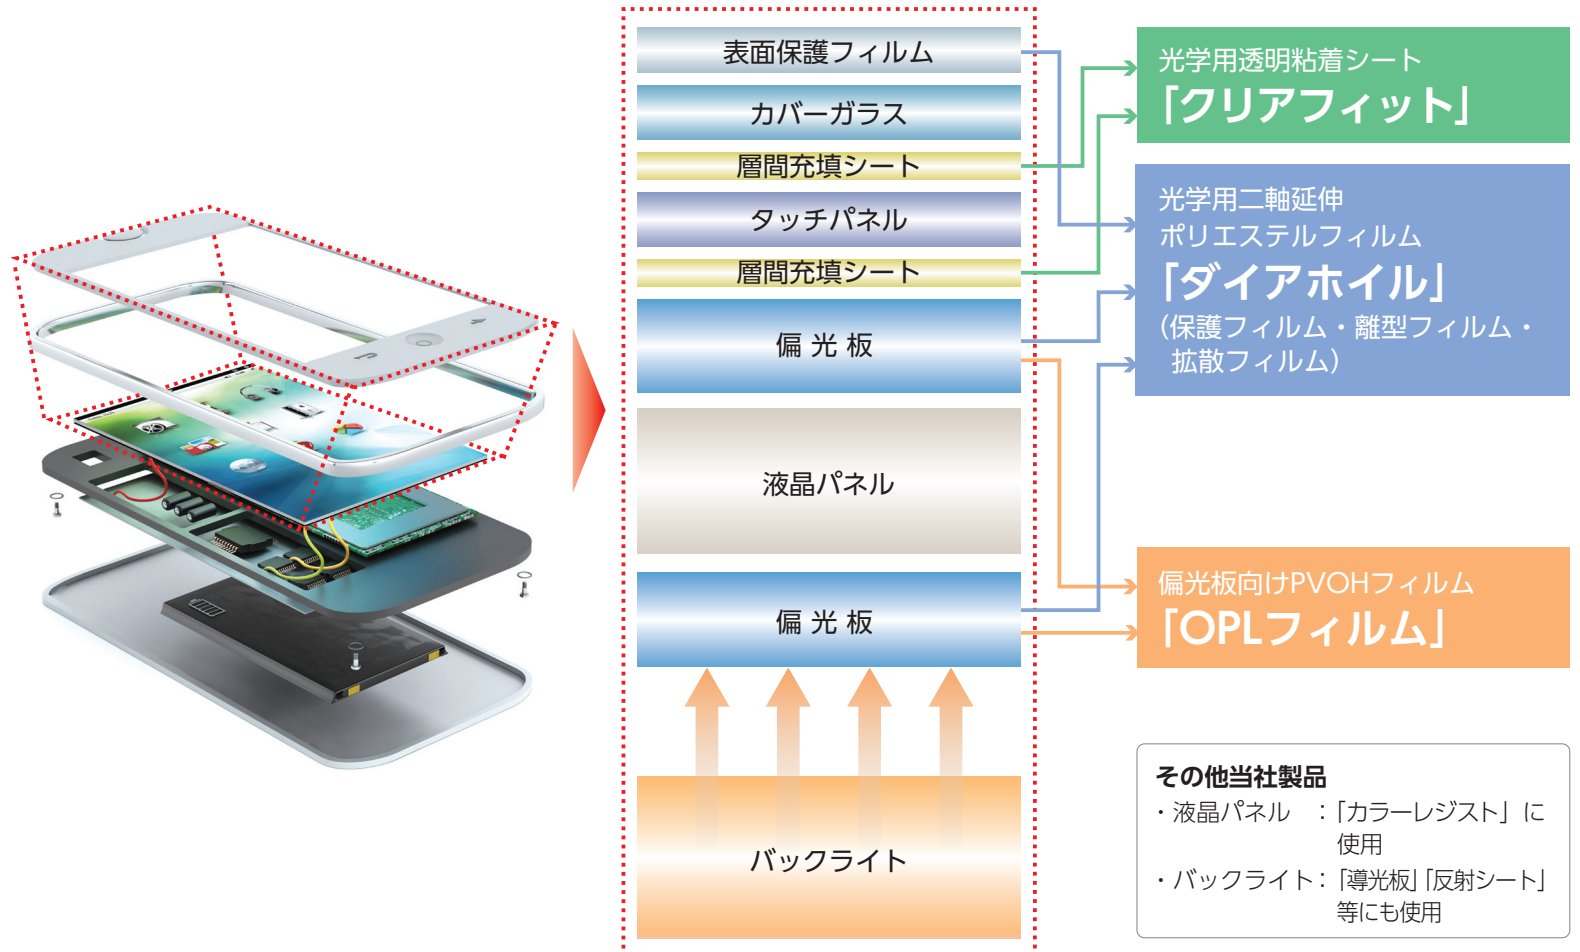 表面保護フィルム
カバーガラス
層間充填シート
タッチパネル
層間充填シート
偏光板
液晶パネル
偏光板
バックライト
光学用透明粘着シート
「クリアフィット」
光学用二軸延伸
ポリエステルフィルム
「ダイアホイル」
(保護フィルム・離型フィルム・
拡散フィルム)
偏光板向けPVOHフィルム
「OPLフィルム」
その他当社製品
・液晶パネル :「カラーレジスト」に
使用
・バックライト:「導光板」「反射シート」
等にも使用